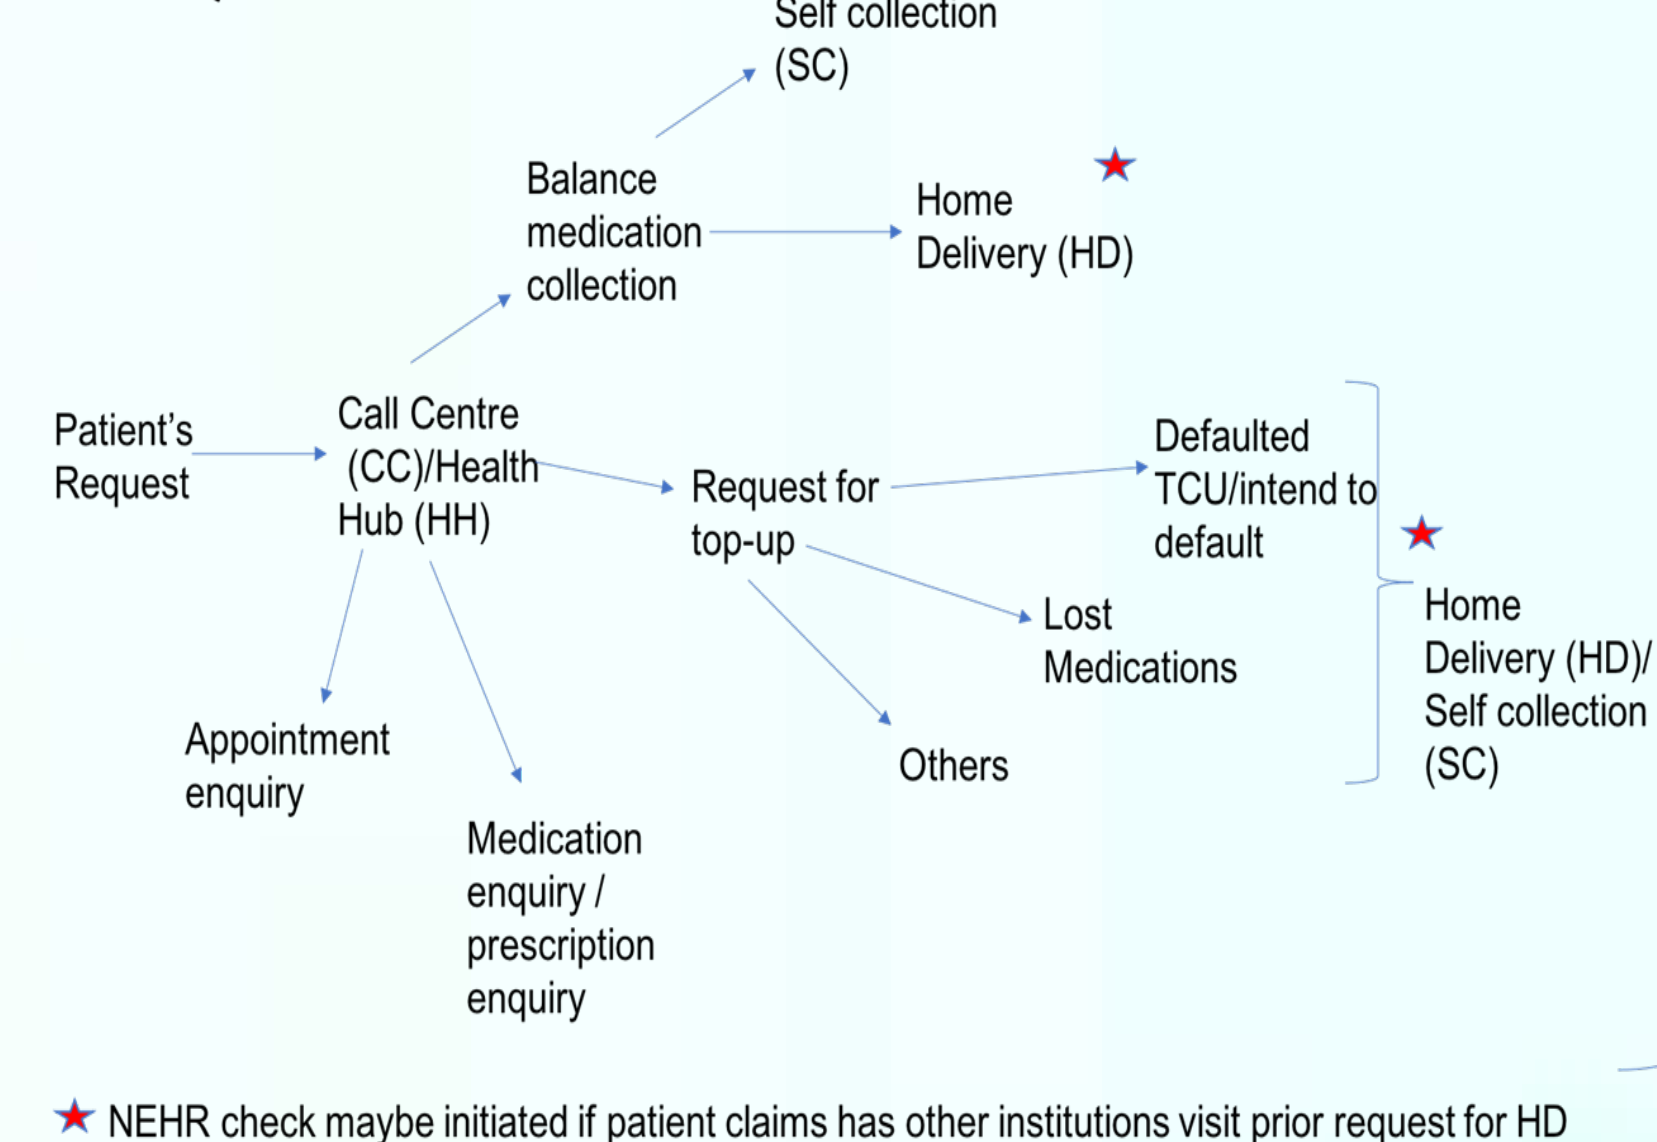 Self collection
(SC)
Balance
medication
collection
Home
Delivery (HD)
Patient’s
Request
Call Centre
(CC)/Health
Hub (HH)
Request for
top-up
Defaulted
TCU/intend to
default
Lost
Medications
Others
Home
Delivery (HD)/
Self collection
(SC)
Appointment
enquiry
Medication
enquiry /
prescription
enquiry
NEHR check maybe initiated if patient claims has other institutions visit prior request for HD